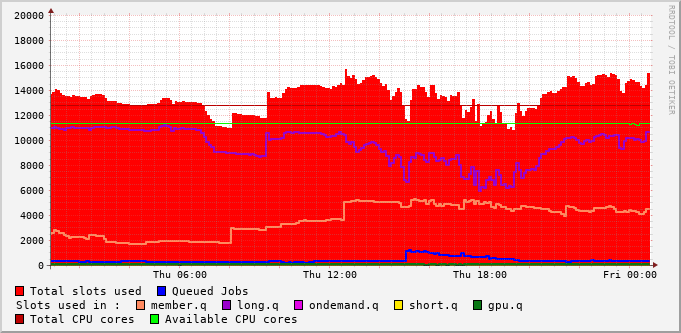 20000
18000
16000
14000
12000
10000
8000
6000
4000
2000
0
Thu 06:00 Thu 12:00 Thu 18:00 Fri 00:00
RRDTOOL / TOBI OETIKER
Total slots used Queued Jobs
Slots used in : member.q long.q ondemand.q short.q gpu.q
Total CPU cores Available CPU cores